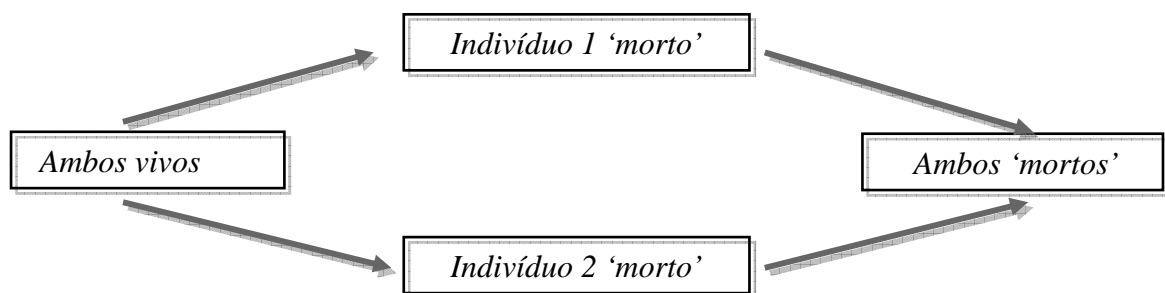 Indivíduo 1 ‘morto’
Ambos vivos
Ambos ‘mortos’
Indivíduo 2 ‘morto’